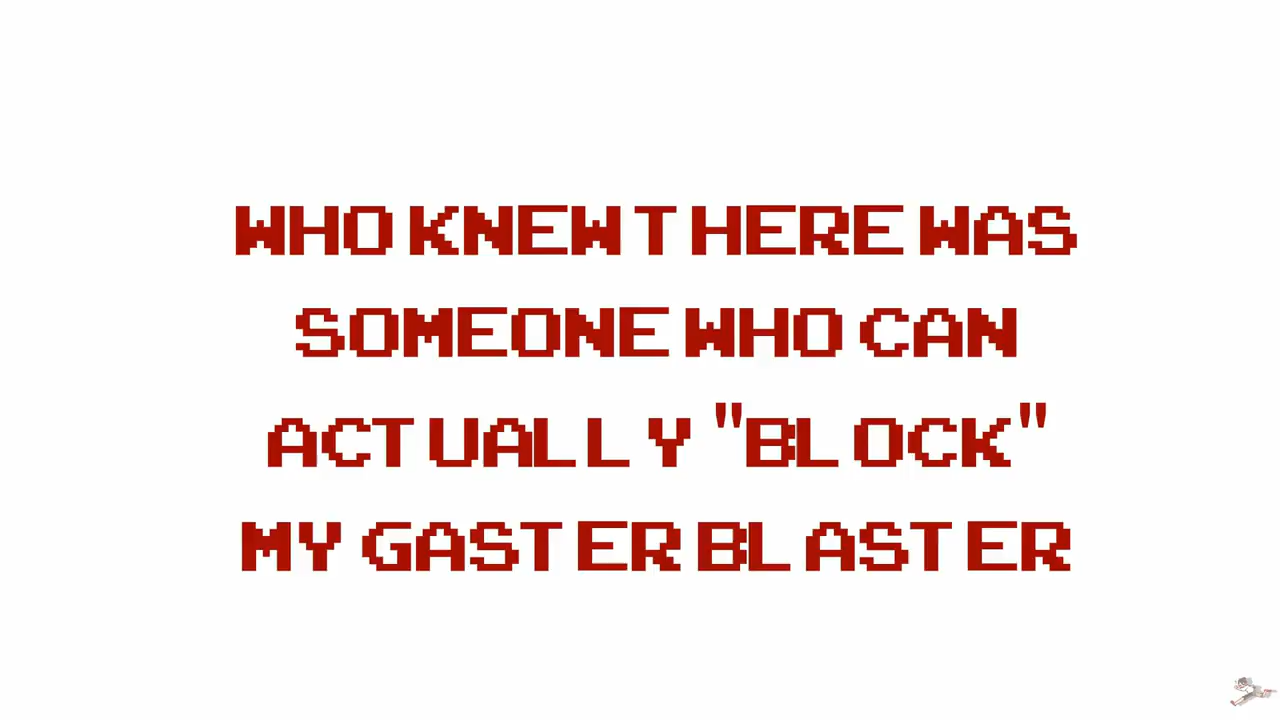 WHO KNEW THERE WAS
SOMEONE WHO CAN
ACTUALLY "BLOCK"
MY GASTER BLASTER